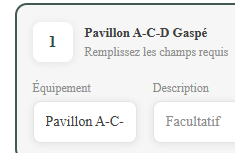 1
Pavillon A-C-D Gaspé
Remplissez les champs requis
Équipement
Description
Pavillon A-C-
Facultatif